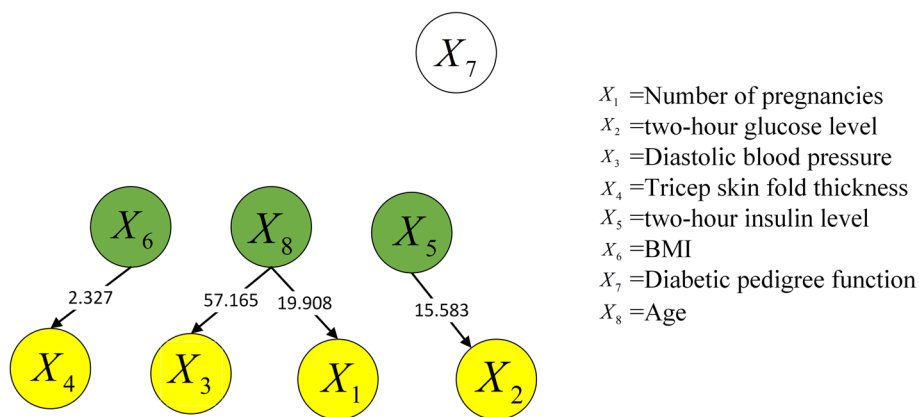 X₇
X₁ =Number of pregnancies
X₂ =two-hour glucose level
X₃ =Diastolic blood pressure
X₄ =Tricep skin fold thickness
X₅ =two-hour insulin level
X₆ =BMI
X₇ =Diabetic pedigree function
X₈ =Age
X₆ X₈ X₅
2.327 57.165 19.908 15.583
X₄ X₃ X₁ X₂